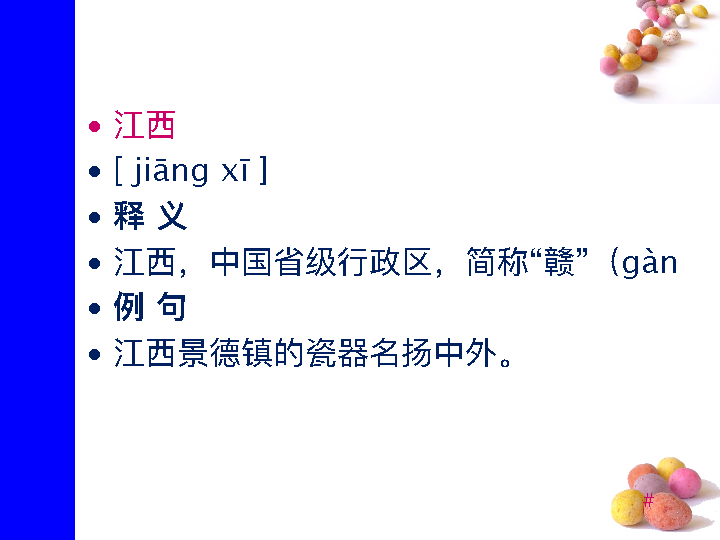 • 江西
• [ jiāng xī ]
• 释 义
• 江西，中国省级行政区，简称“赣”（gàn
• 例 句
• 江西景德镇的瓷器名扬中外。
#